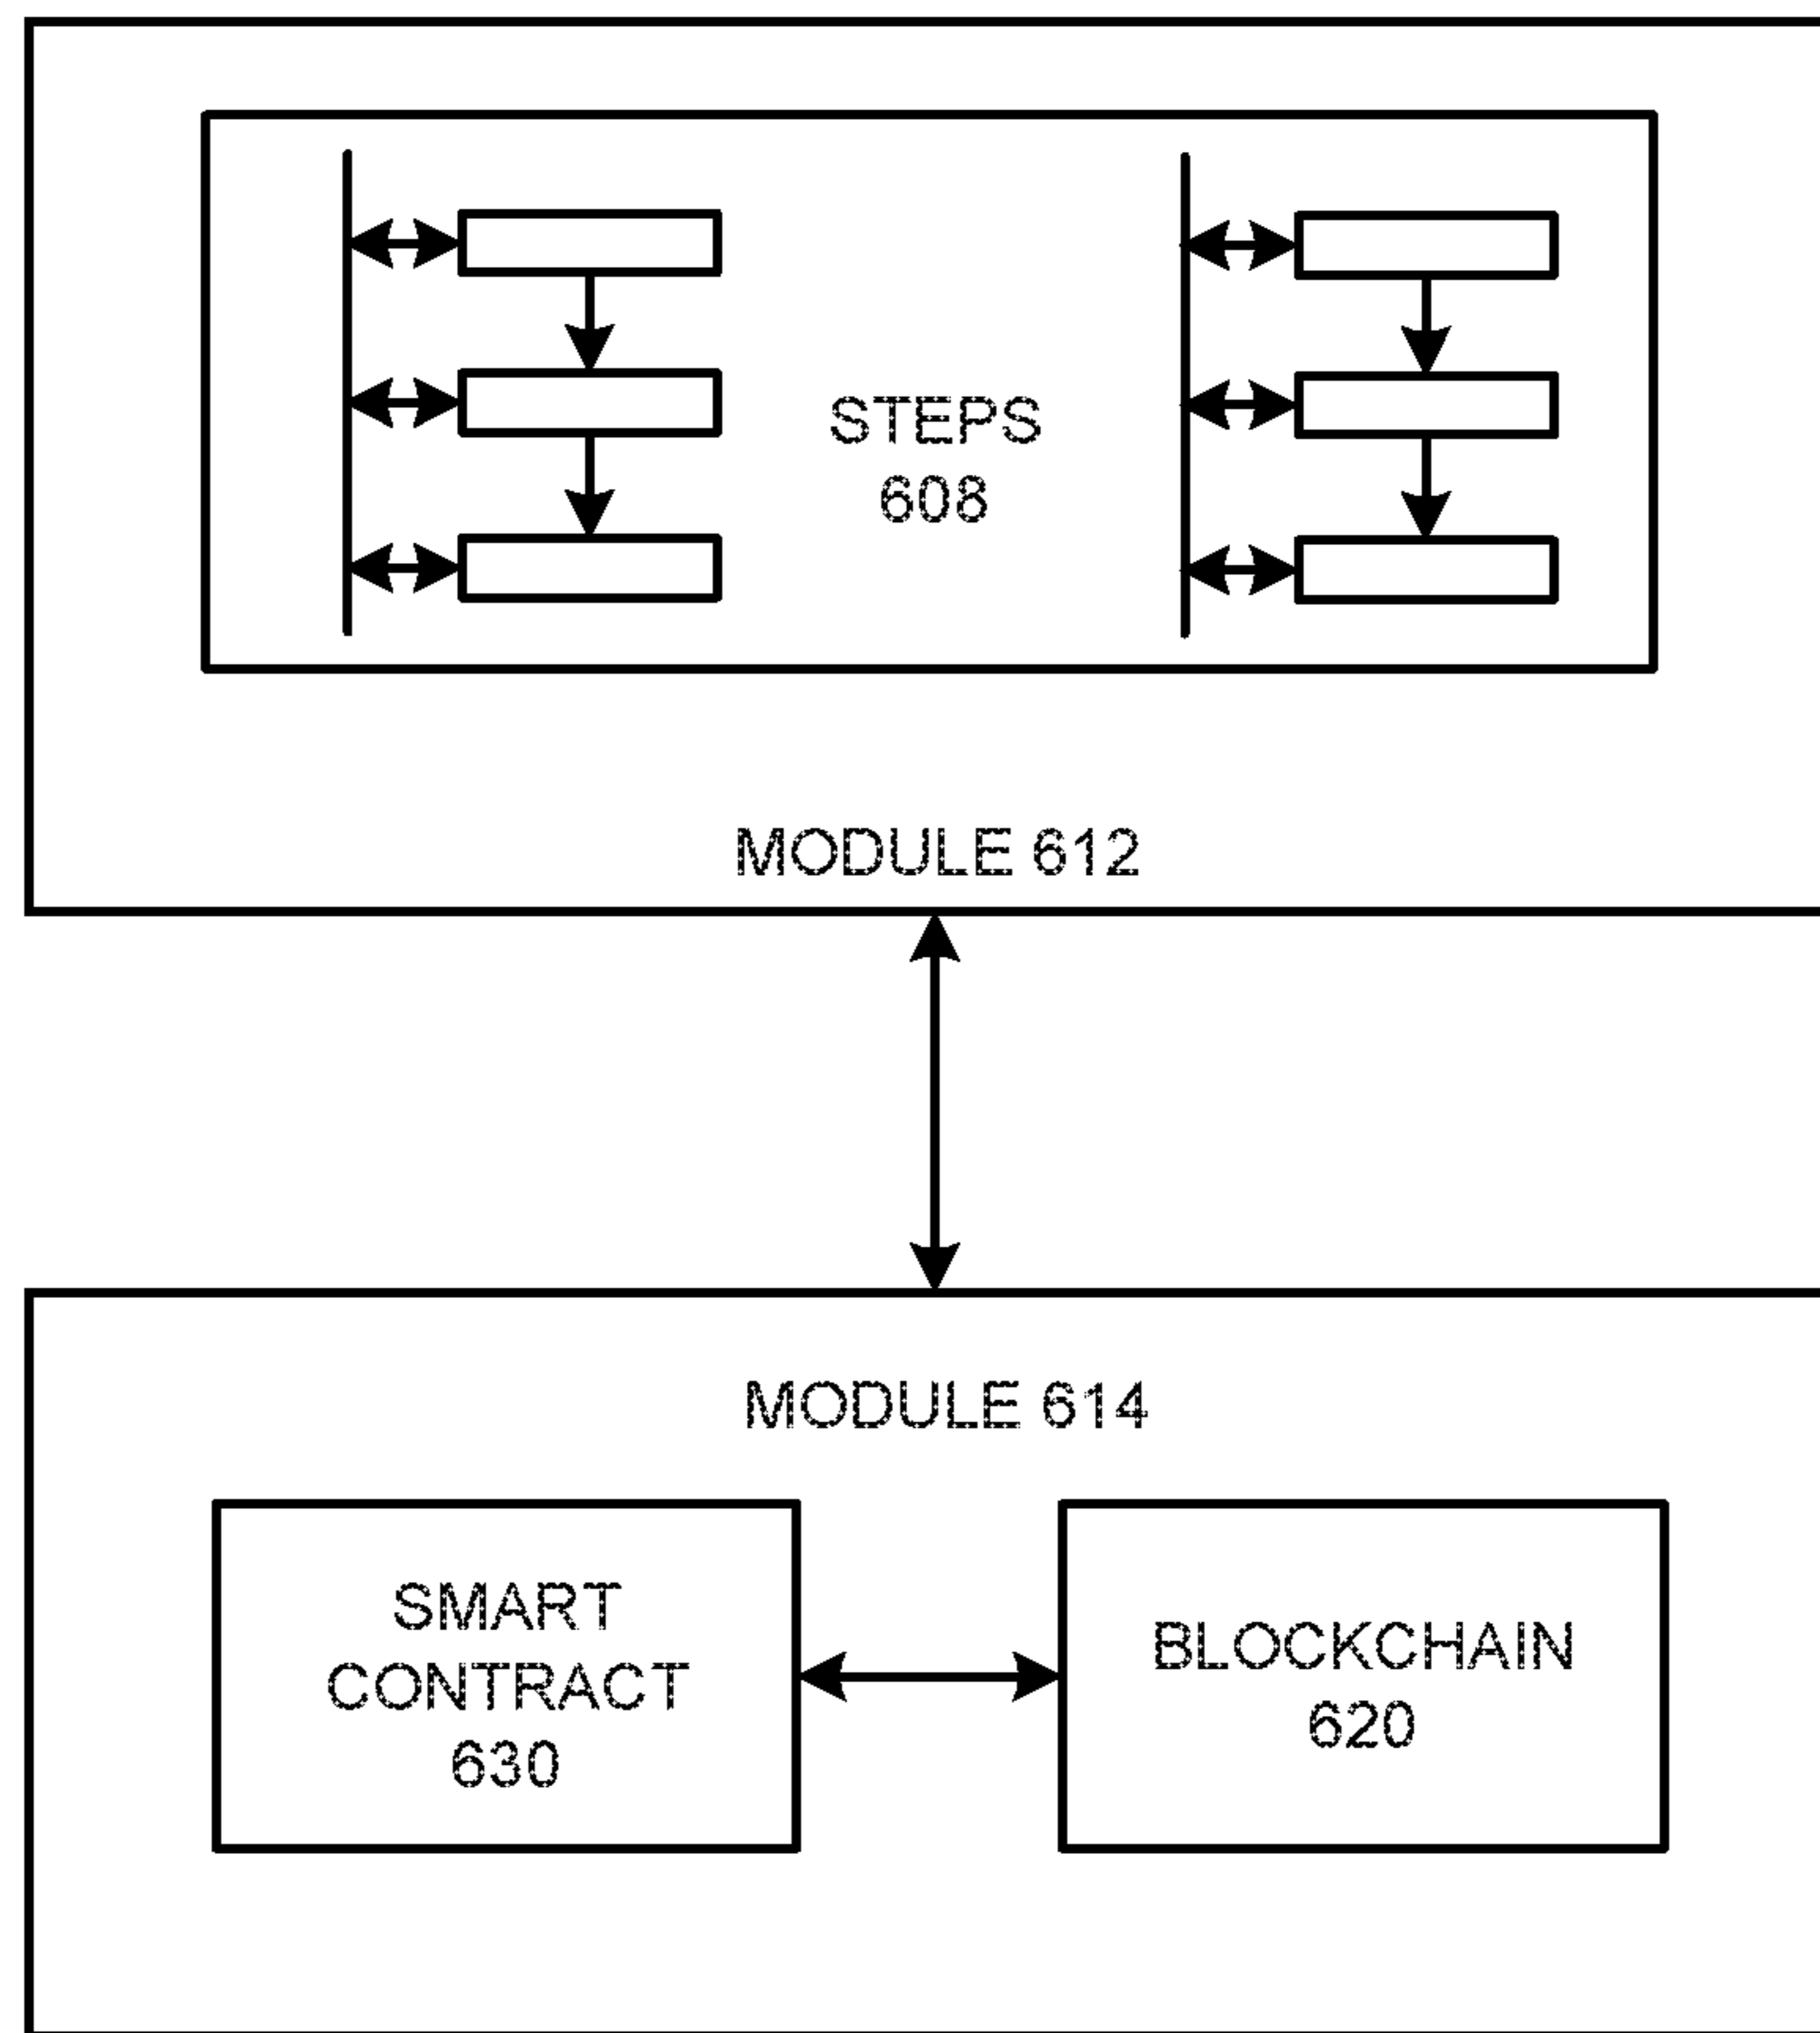 STEPS
608
MODULE 612
MODULE 614
SMART
CONTRACT
630
BLOCKCHAIN
620